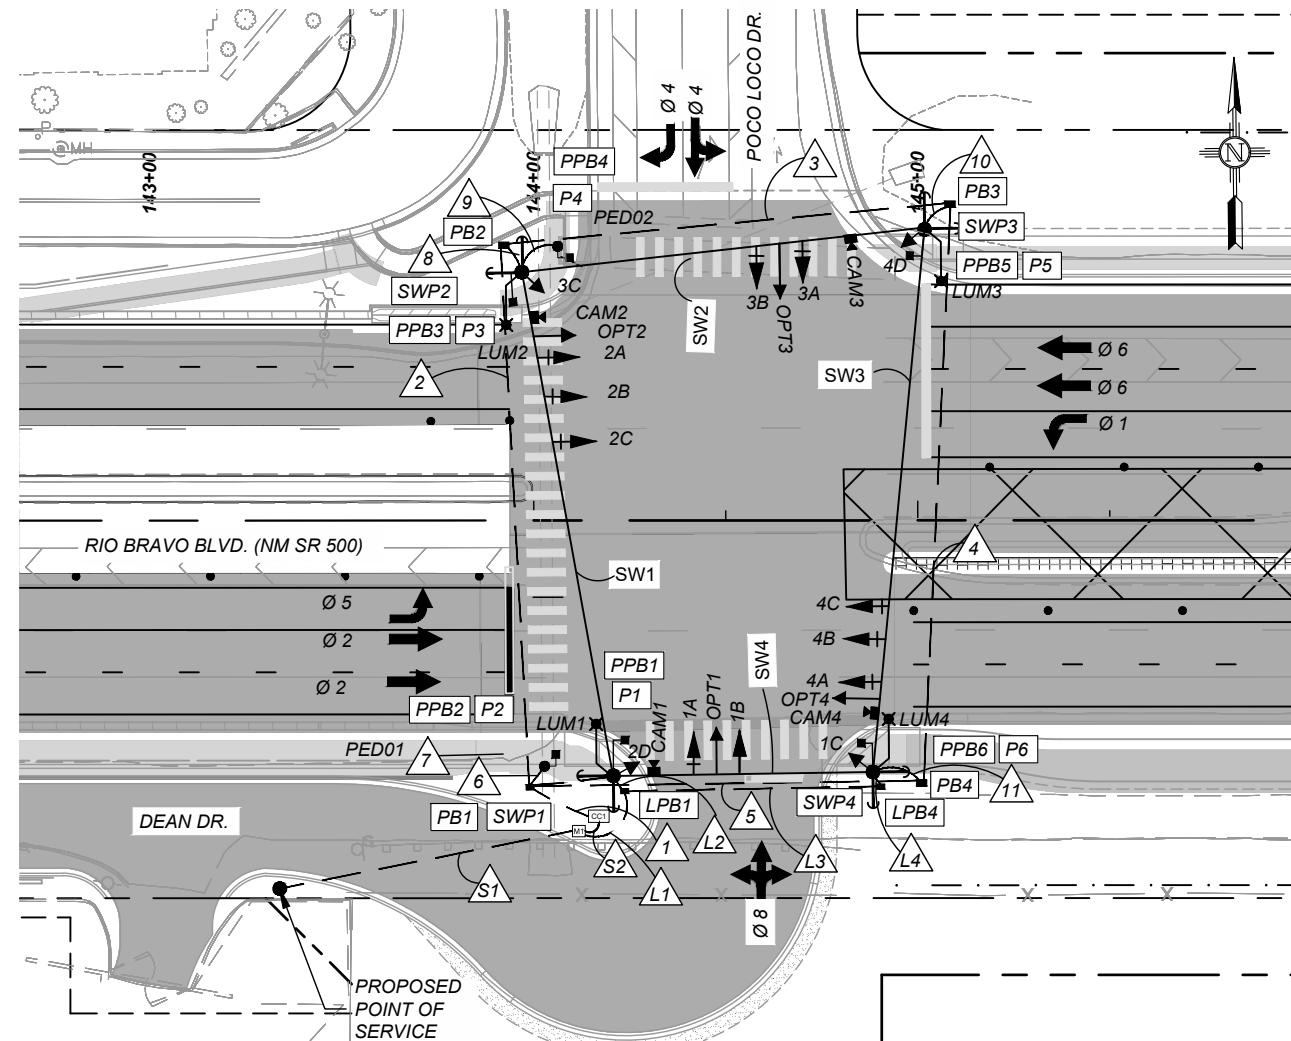 Ø 4
Ø 4
POCO LOCO DR.
P
MH
143+00
144+00
145+00
PPB4
P4
PED02
3
10
PB3
N
9
PB2
8
SWP2
PPB3
P3
LUM2
2
3C
CAM2
OPT2
2A
2B
2C
SW2
3B
OPT3
3A
CAM3
4D
SWP3
PPB5
P5
LUM3
SW3
Ø 6
Ø 6
Ø 1
RIO BRAVO BLVD. (NM SR 500)
SW1
4
Ø 5
Ø 2
Ø 2
4C
4B
4A
OPT4
CAM4
LUM4
PPB1
P1
PPB2
P2
LUM1
PED01
7
6
2D
CAM1
1A
OPT1
1B
SW4
1C
PPB6
P6
PB4
11
PB1
SWP1
LPB1
SWP4
LPB4
DEAN DR.
CC1
M1
S1
S2
1
L1
L2
5
L3
L4
Ø 8
PROPOSED
POINT OF
SERVICE